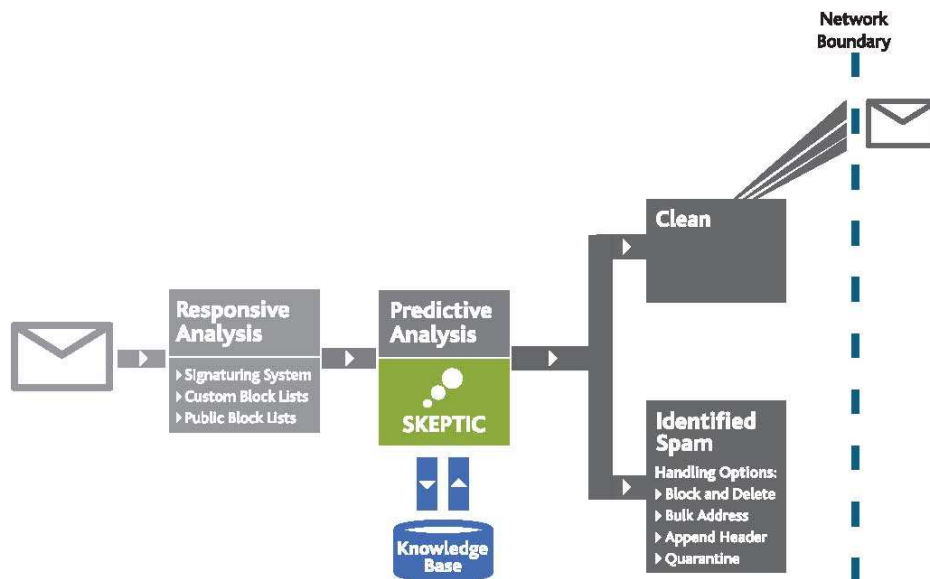 Network
Boundary
Clean
Responsive
Analysis
Signaturing System
Custom Block Lists
Public Block Lists
Predictive
Analysis
SKEPTIC
Knowledge
Base
Identified
Spam
Handling Options:
Block and Delete
Bulk Address
Append Header
Quarantine